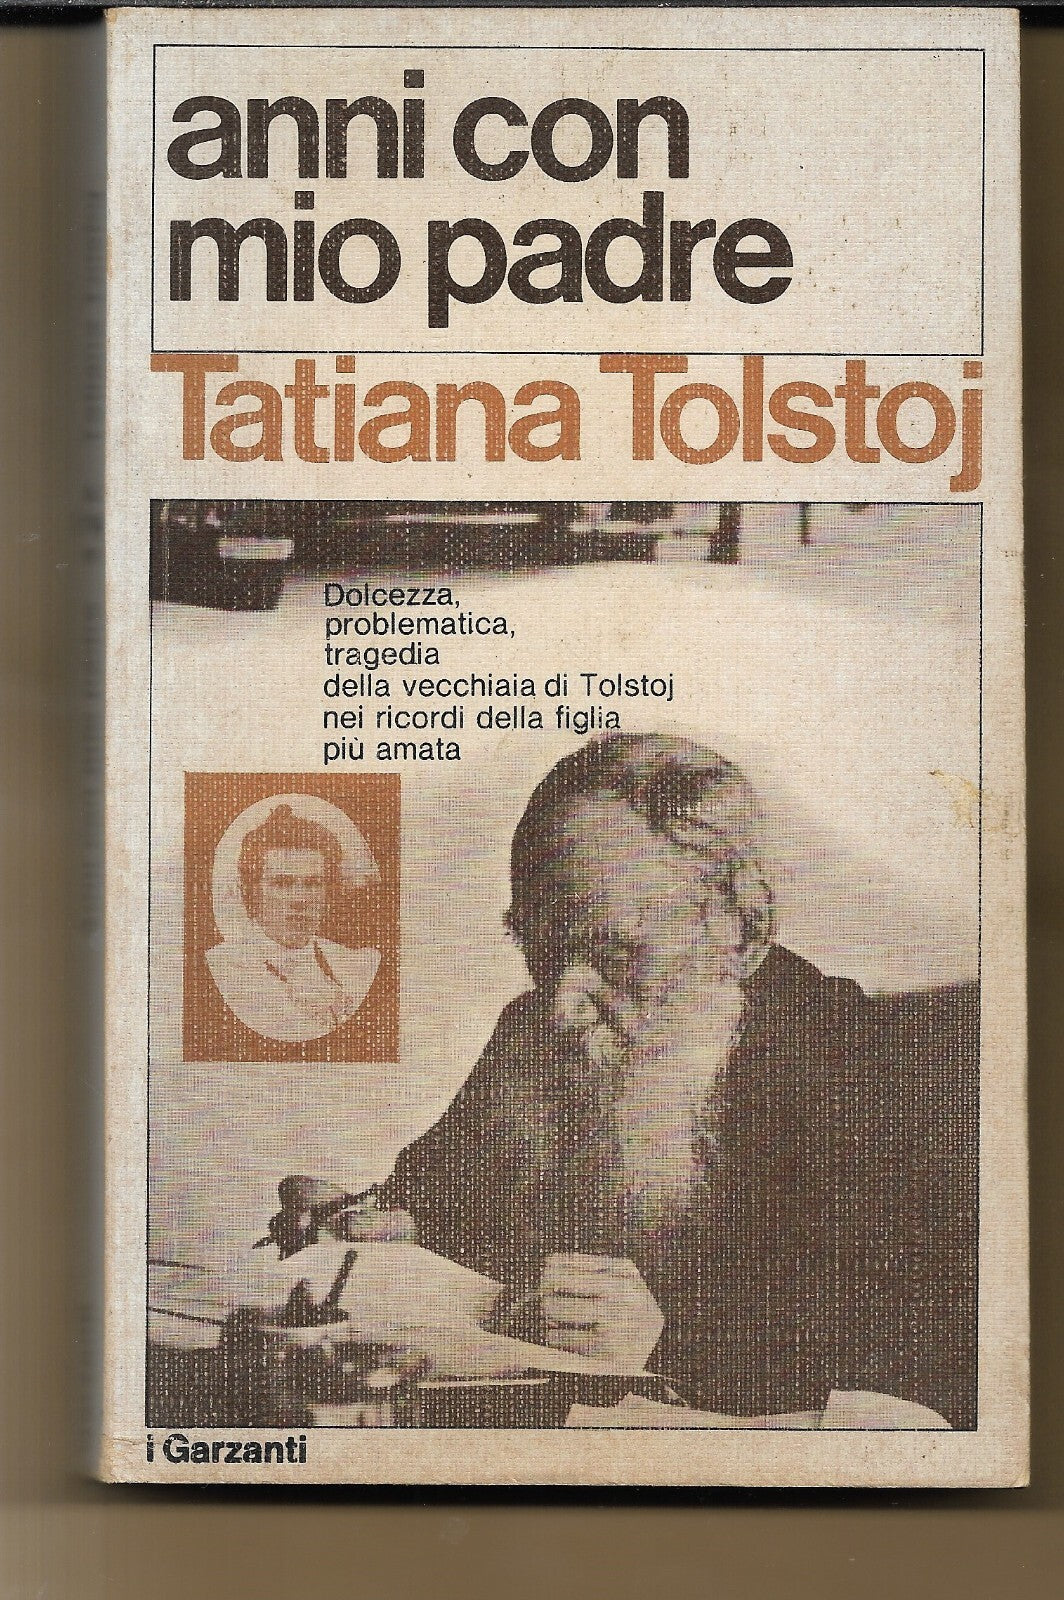 anni con
mio padre
Tatiana Tolstoj
Dolcezza,
problematica,
tragedia
della vecchiaia di Tolstoj
nei ricordi della figlia
più amata
i Garzanti